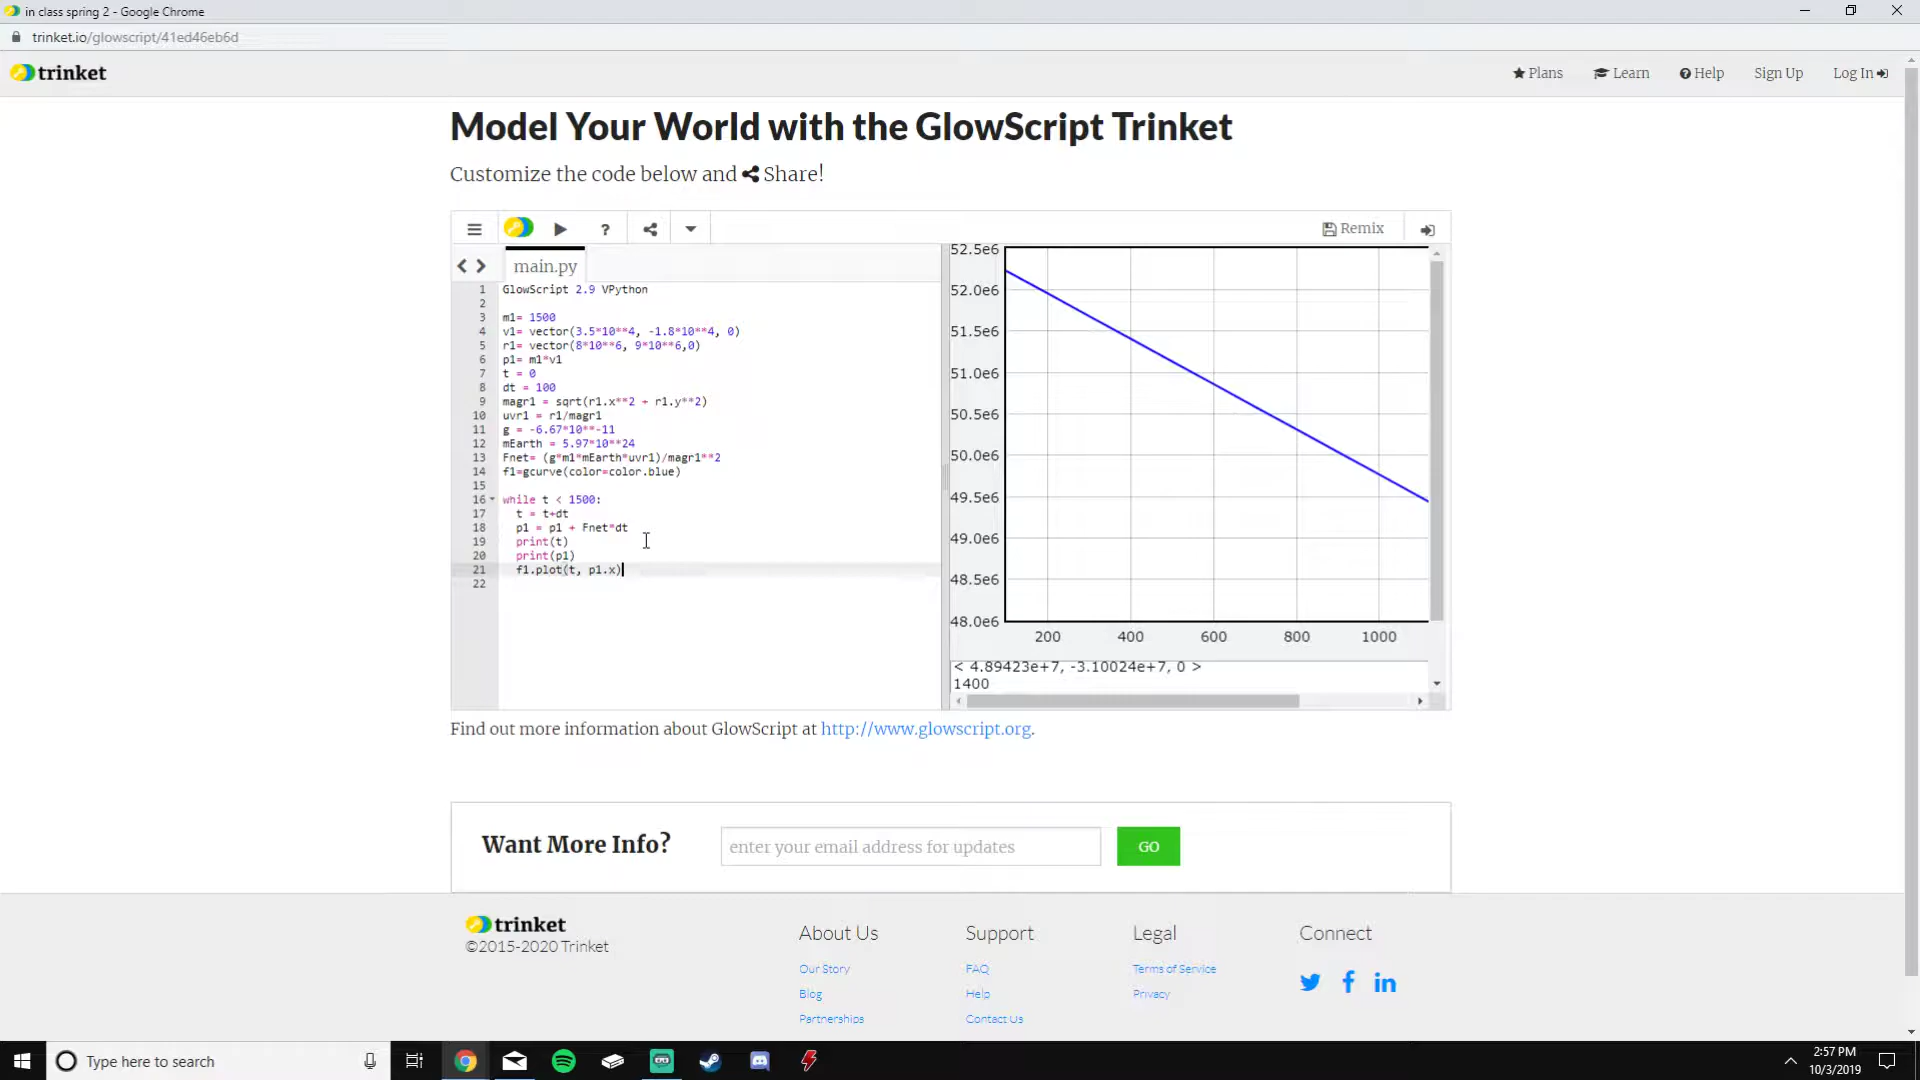 in class spring 2 - Google Chrome
trinket.io/glowscript/41ed46eb6d
trinket
Plans
Learn
Help
Sign Up
Log In
Model Your World with the GlowScript Trinket
Customize the code below and Share!
?
Remix
main.py
1 GlowScript 2.9 VPython
2
3 m1= 1500
4 v1= vector(3.5*10**4, -1.8*10**4, 0)
5 r1= vector(8*10**6, 9*10**6,0)
6 p1= m1*v1
7 t = 0
8 dt = 100
9 magr1 = sqrt(r1.x**2 + r1.y**2)
10 uvr1 = r1/magr1
11 g = -6.67*10**-11
12 mEarth = 5.97*10**24
13 Fnet= (g*m1*mEarth*uvr1)/magr1**2
14 f1=gcurve(color=color.blue)
15
16 while t < 1500:
17 t = t+dt
18 p1 = p1 + Fnet*dt
19 print(t)
20 print(p1)
21 f1.plot(t, p1.x)
22
52.5e6
52.0e6
51.5e6
51.0e6
50.5e6
50.0e6
49.5e6
49.0e6
48.5e6
48.0e6
200 400 600 800 1000
< 4.89423e+7, -3.10024e+7, 0 >
1400
Find out more information about GlowScript at http://www.glowscript.org.
Want More Info?
enter your email address for updates
GO
trinket
©2015-2020 Trinket
About Us
Our Story
Blog
Partnerships
Support
FAQ
Help
Contact Us
Legal
Terms of Service
Privacy
Connect
Type here to search
2:57 PM
10/3/2019